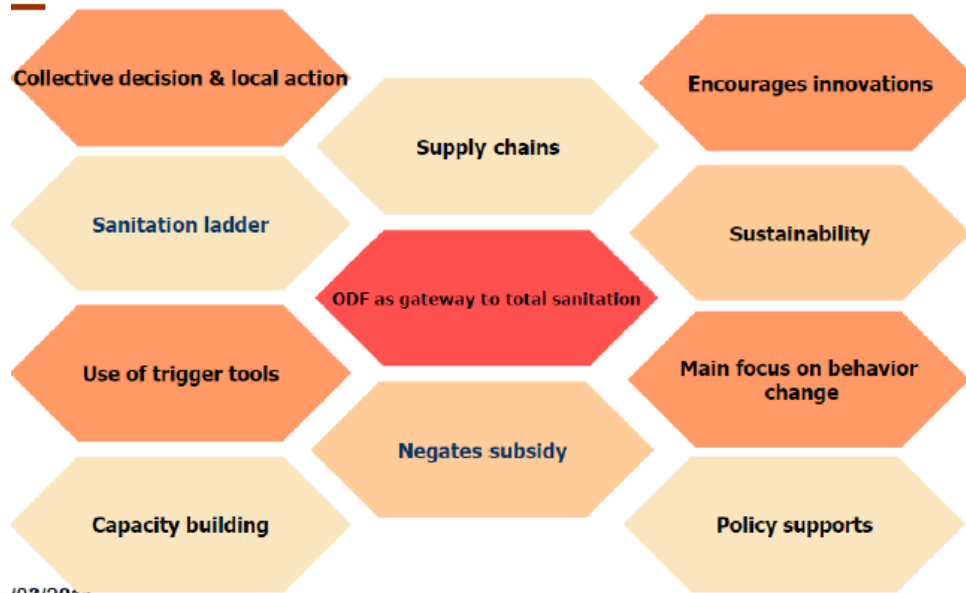 Collective decision & local action
Encourages innovations
Supply chains
Sanitation ladder
Sustainability
ODF as gateway to total sanitation
Use of trigger tools
Main focus on behavior
change
Negates subsidy
Capacity building
Policy supports